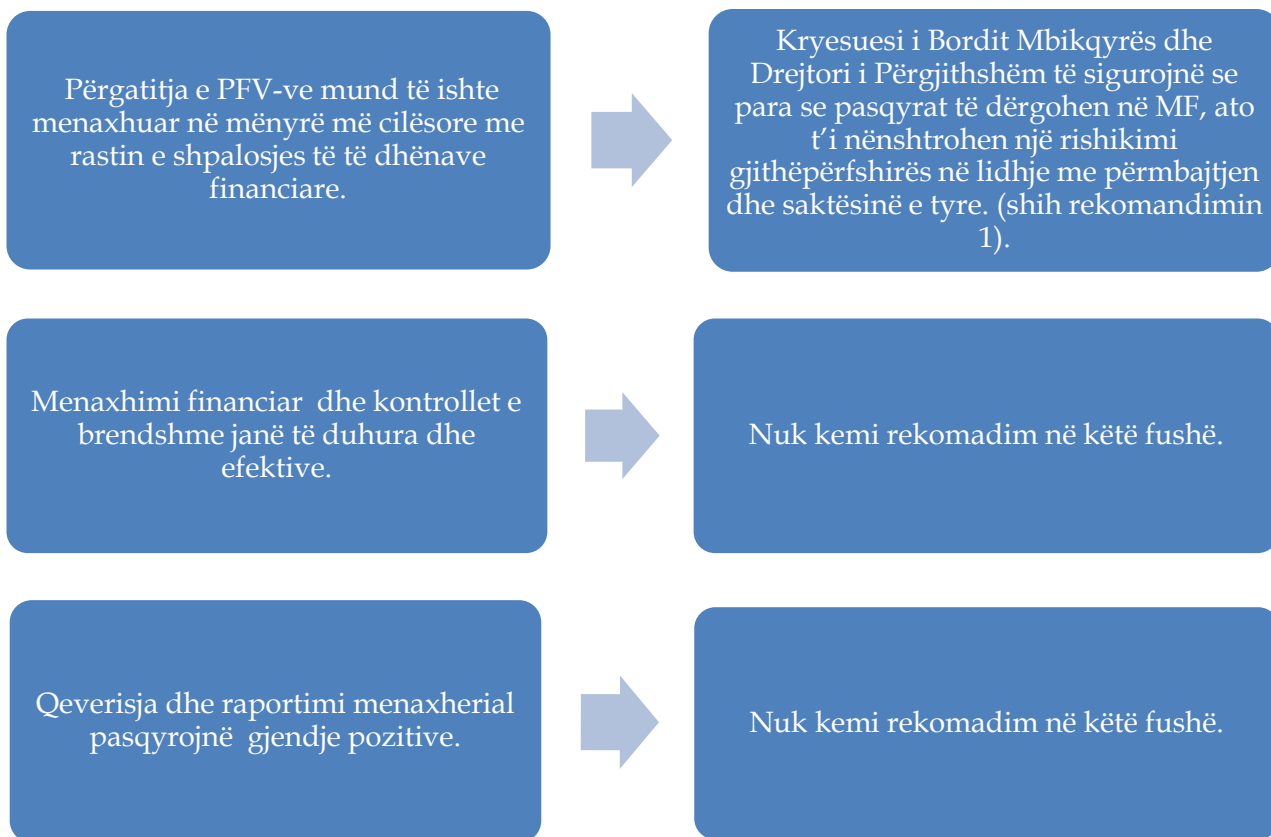 Përgatitja e PFV-ve mund të ishte
menaxhuar në mënyrë më cilësore me
rastin e shpalosjes të të dhënave
financiare.
Kryesuesi i Bordit Mbikqyrës dhe
Drejtori i Përgjithshëm të sigurojnë se
para se pasqyrat të dërgohen në MF, ato
t’i nënshtrohen një rishikimi
gjithëpërfshirës në lidhje me përmbajtjen
dhe saktësinë e tyre. (shih rekomandimin
1).
Menaxhimi financiar dhe kontrollet e
brendshme janë të duhura dhe
efektive.
Nuk kemi rekomadim në këtë fushë.
Qeverisja dhe raportimi menaxherial
pasqyrojnë gjendje pozitive.
Nuk kemi rekomadim në këtë fushë.